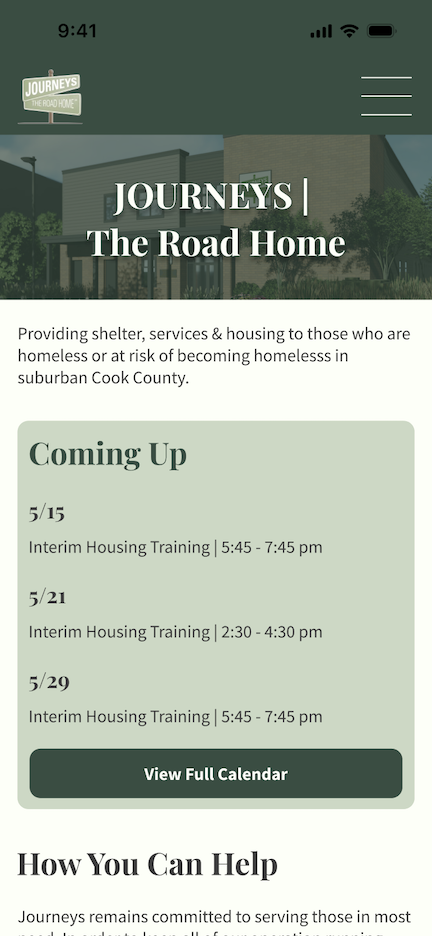 9:41
JOURNEYS
THE ROAD HOME
JOURNEYS |
The Road Home
Providing shelter, services & housing to those who are
homeless or at risk of becoming homelesss in
suburban Cook County.
Coming Up
5/15
Interim Housing Training | 5:45 - 7:45 pm
5/21
Interim Housing Training | 2:30 - 4:30 pm
5/29
Interim Housing Training | 5:45 - 7:45 pm
View Full Calendar
How You Can Help
Journeys remains committed to serving those in most